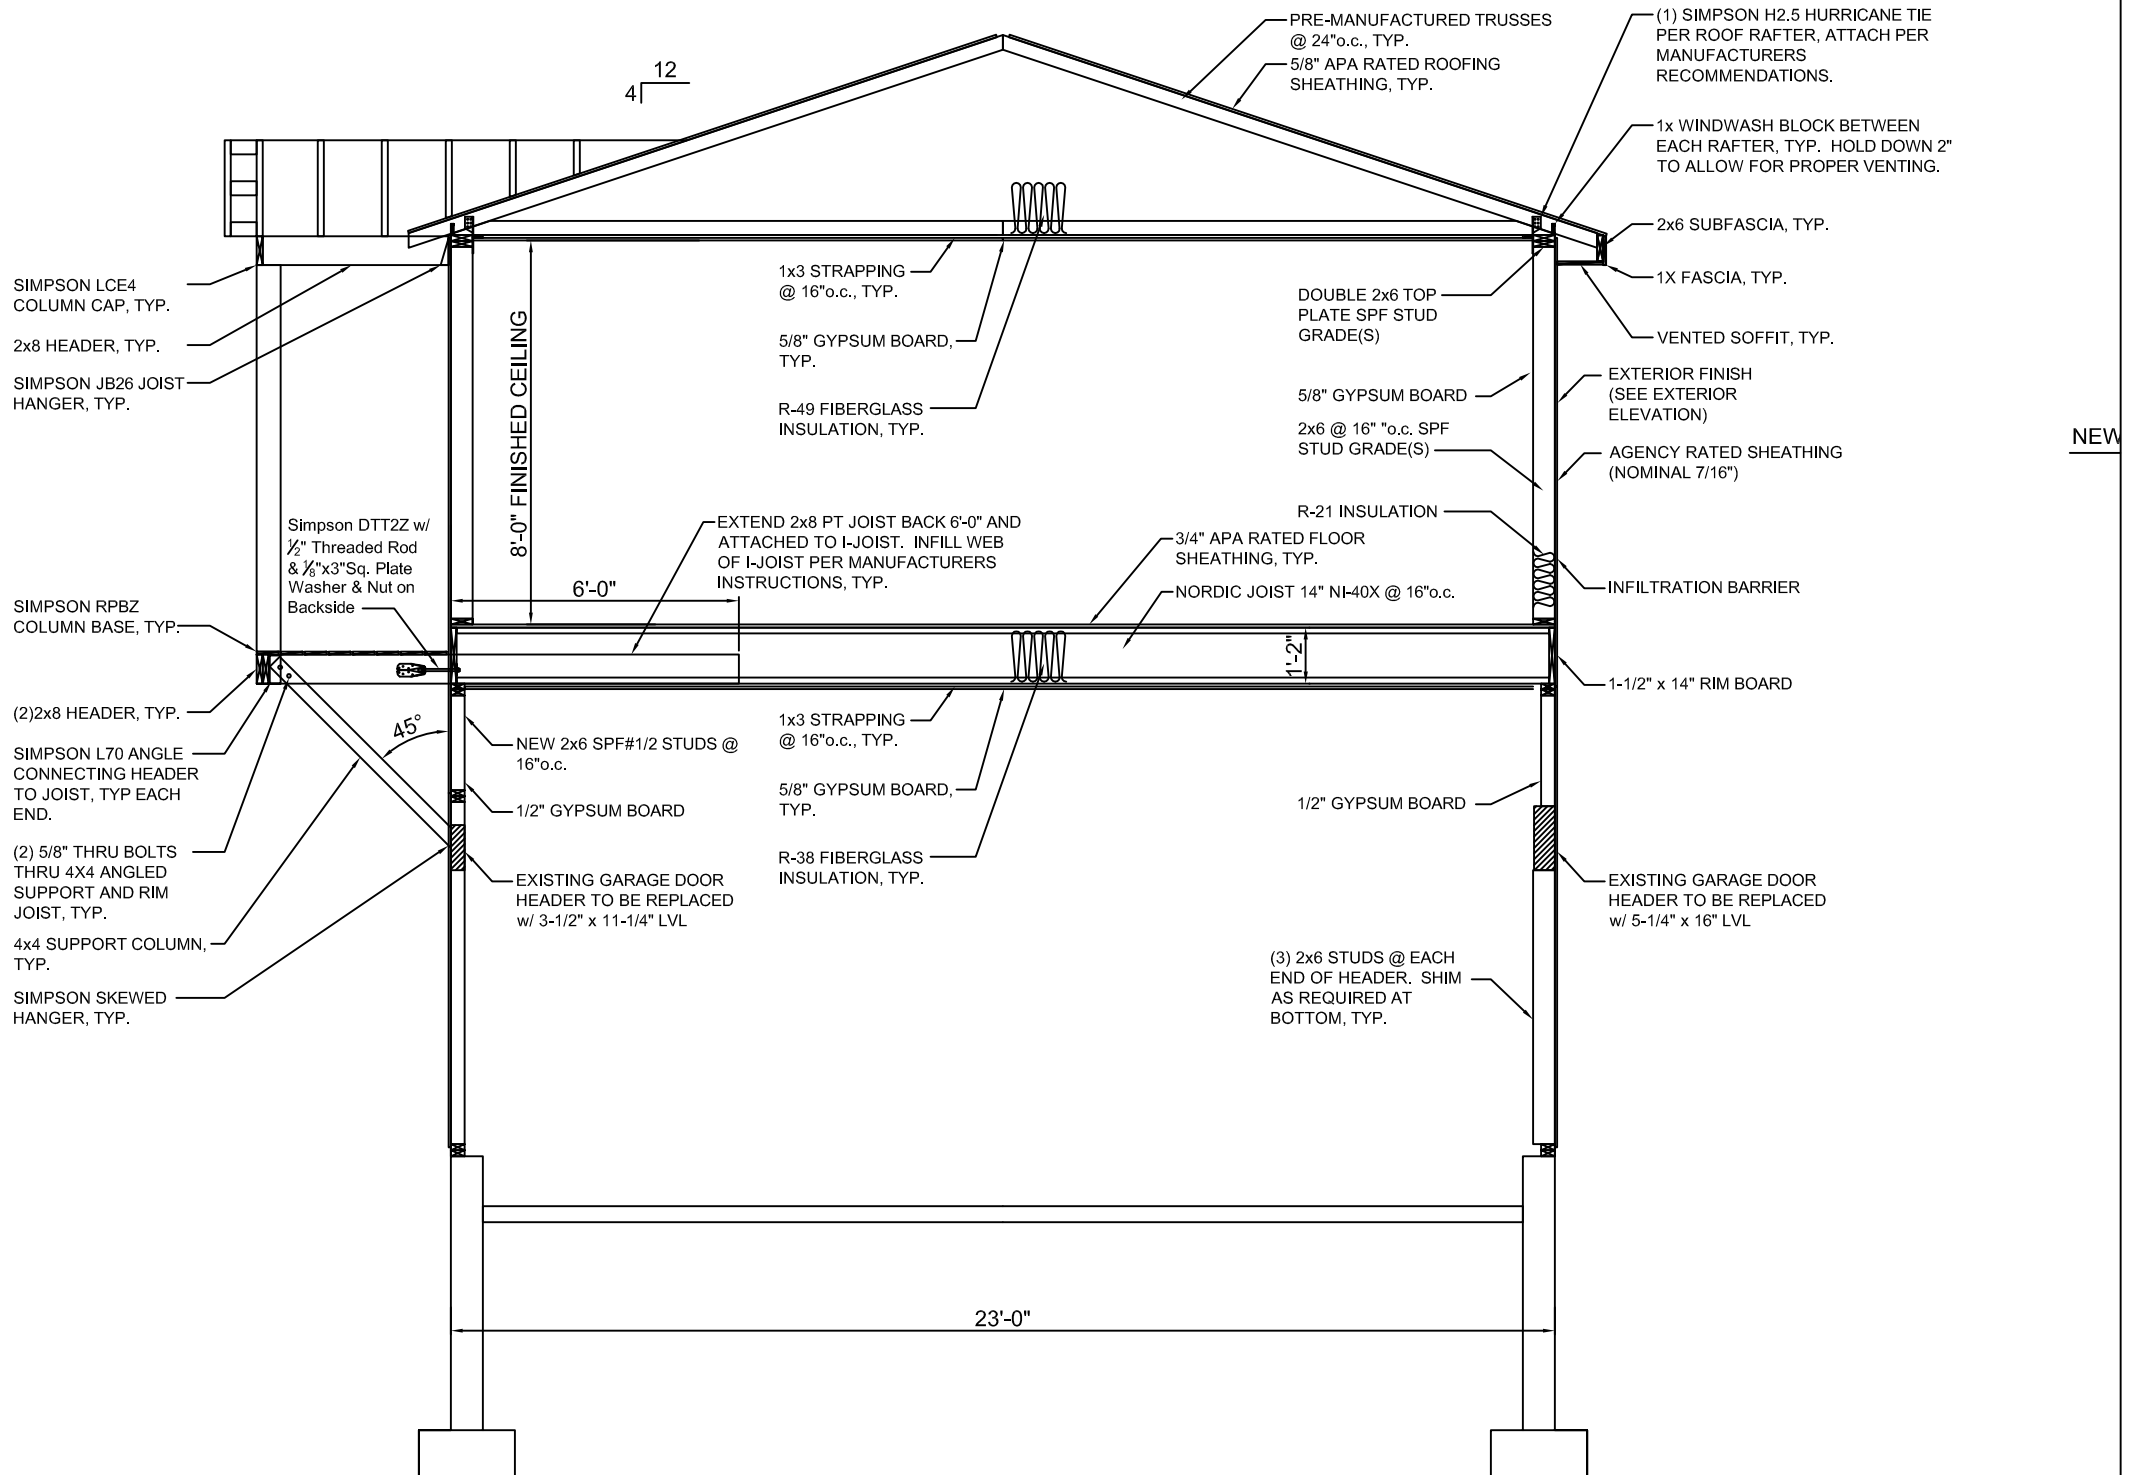 PRE-MANUFACTURED TRUSSES
@ 24"o.c., TYP.
5/8" APA RATED ROOFING
SHEATHING, TYP.
(1) SIMPSON H2.5 HURRICANE TIE
PER ROOF RAFTER, ATTACH PER
MANUFACTURERS
RECOMMENDATIONS.
12
4
1x WINDWASH BLOCK BETWEEN
EACH RAFTER, TYP.  HOLD DOWN 2"
TO ALLOW FOR PROPER VENTING.
2x6 SUBFASCIA, TYP.
1X FASCIA, TYP.
VENTED SOFFIT, TYP.
SIMPSON LCE4
COLUMN CAP, TYP.
2x8 HEADER, TYP.
SIMPSON JB26 JOIST
HANGER, TYP.
8'-0" FINISHED CEILING
1x3 STRAPPING
@ 16"o.c., TYP.
5/8" GYPSUM BOARD,
TYP.
R-49 FIBERGLASS
INSULATION, TYP.
DOUBLE 2x6 TOP
PLATE SPF STUD
GRADE(S)
5/8" GYPSUM BOARD
2x6 @ 16" "o.c. SPF
STUD GRADE(S)
R-21 INSULATION
EXTERIOR FINISH
(SEE EXTERIOR
ELEVATION)
AGENCY RATED SHEATHING
(NOMINAL 7/16")
NEW
Simpson DTT2Z w/
1/2" Threaded Rod
& 1/8"x3"Sq. Plate
Washer & Nut on
Backside
EXTEND 2x8 PT JOIST BACK 6'-0" AND
ATTACHED TO I-JOIST.  INFILL WEB
OF I-JOIST PER MANUFACTURERS
INSTRUCTIONS, TYP.
6'-0"
3/4" APA RATED FLOOR
SHEATHING, TYP.
NORDIC JOIST 14" NI-40X @ 16"o.c.
INFILTRATION BARRIER
SIMPSON RPBZ
COLUMN BASE, TYP.
1'-2"
1-1/2" x 14" RIM BOARD
(2)2x8 HEADER, TYP.
45°
SIMPSON L70 ANGLE
CONNECTING HEADER
TO JOIST, TYP EACH
END.
(2) 5/8" THRU BOLTS
THRU 4X4 ANGLED
SUPPORT AND RIM
JOIST, TYP.
4x4 SUPPORT COLUMN,
TYP.
SIMPSON SKEWED
HANGER, TYP.
NEW 2x6 SPF#1/2 STUDS @
16"o.c.
1/2" GYPSUM BOARD
EXISTING GARAGE DOOR
HEADER TO BE REPLACED
w/ 3-1/2" x 11-1/4" LVL
1x3 STRAPPING
@ 16"o.c., TYP.
5/8" GYPSUM BOARD,
TYP.
R-38 FIBERGLASS
INSULATION, TYP.
1/2" GYPSUM BOARD
EXISTING GARAGE DOOR
HEADER TO BE REPLACED
w/ 5-1/4" x 16" LVL
(3) 2x6 STUDS @ EACH
END OF HEADER.  SHIM
AS REQUIRED AT
BOTTOM, TYP.
23'-0"